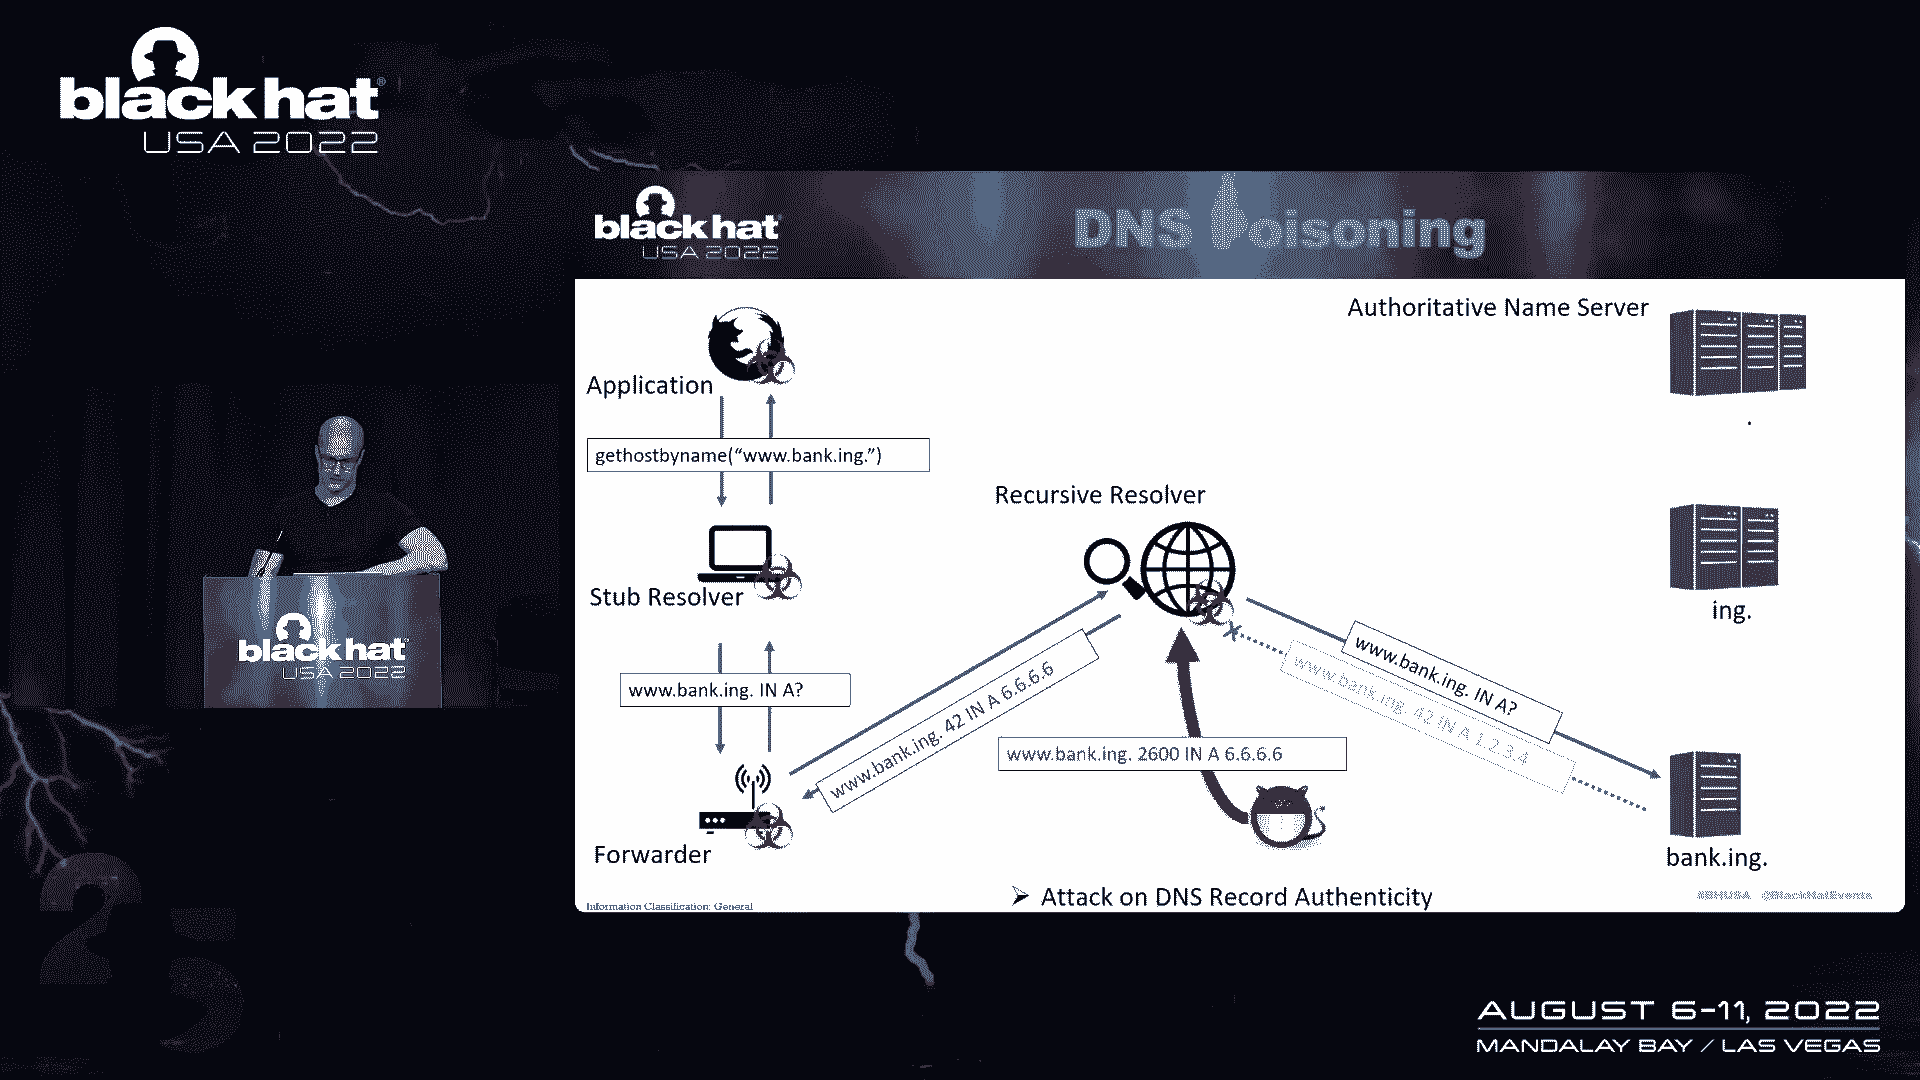 black hat®
USA 2022
black hat
USA 2022
DNS Poisoning
Authoritative Name Server
Application
.
gethostbyname(“www.bank.ing.”)
Recursive Resolver
Stub Resolver
ing.
www.bank.ing. IN A?
www.bank.ing. 42 IN A 1.2.3.4
www.bank.ing. IN A?
www.bank.ing. 42 IN A 6.6.6.6
www.bank.ing. 2600 IN A 6.6.6.6
Forwarder
bank.ing.
➢ Attack on DNS Record Authenticity
Information Classification: General
#BHUSA @BlackHatEvents
black hat
USA 2022
25
AUGUST 6-11, 2022
MANDALAY BAY / LAS VEGAS